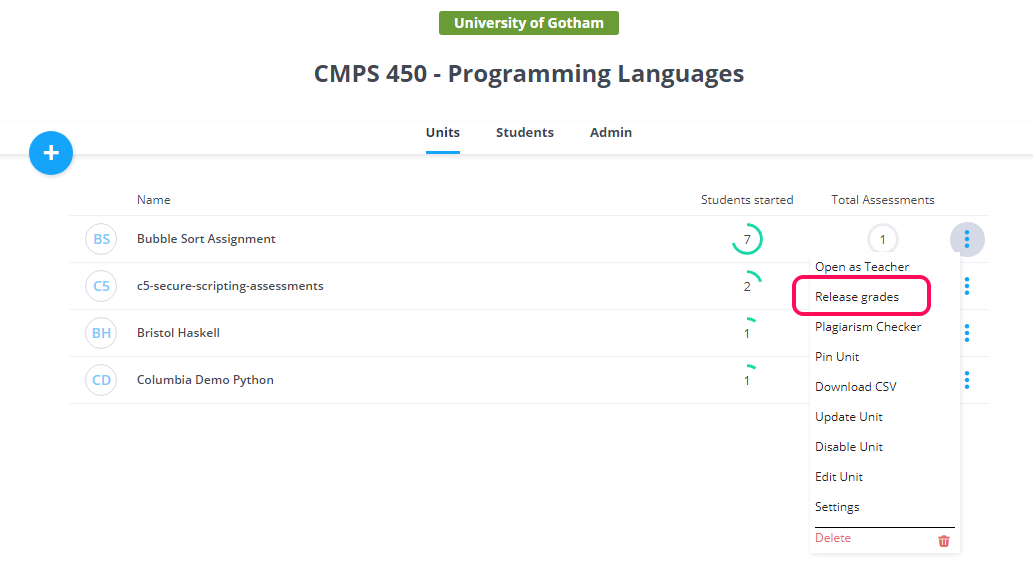 University of Gotham
CMPS 450 - Programming Languages
Units Students Admin
+
Name Students started Total Assessments
BS Bubble Sort Assignment 7 1
Open as Teacher
C5 c5-secure-scripting-assessments 2
Release grades
Plagiarism Checker
BH Bristol Haskell 1
Pin Unit
CD Columbia Demo Python 1
Download CSV
Update Unit
Disable Unit
Edit Unit
Settings
Delete